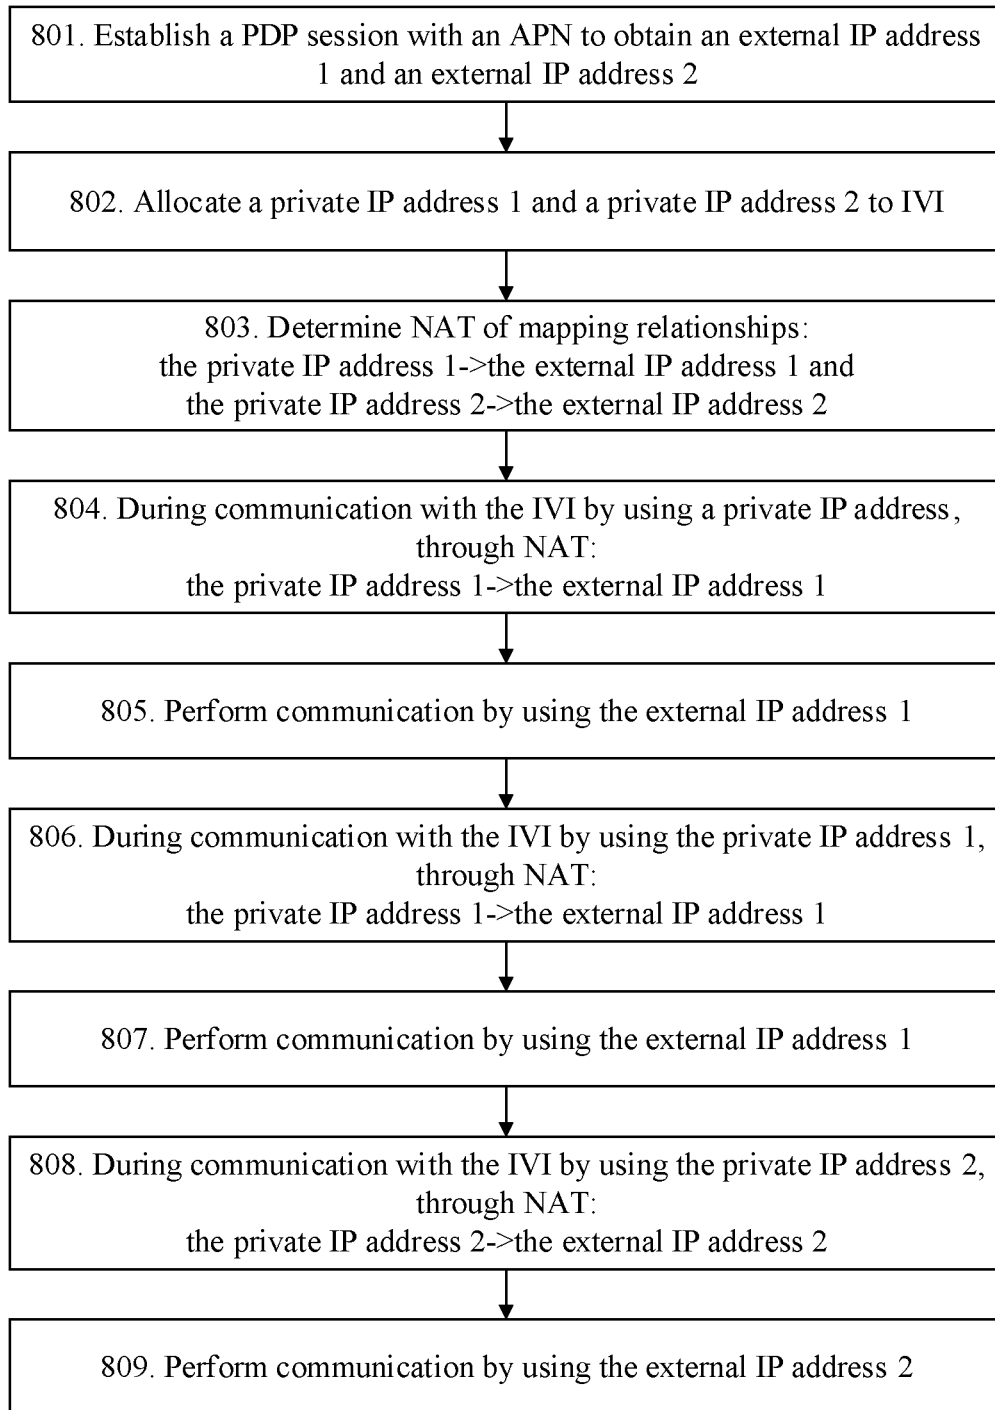 801. Establish a PDP session with an APN to obtain an external IP address
1 and an external IP address 2
802. Allocate a private IP address 1 and a private IP address 2 to IVI
803. Determine NAT of mapping relationships:
the private IP address 1->the external IP address 1 and
the private IP address 2->the external IP address 2
804. During communication with the IVI by using a private IP address,
through NAT:
the private IP address 1->the external IP address 1
805. Perform communication by using the external IP address 1
806. During communication with the IVI by using the private IP address 1,
through NAT:
the private IP address 1->the external IP address 1
807. Perform communication by using the external IP address 1
808. During communication with the IVI by using the private IP address 2,
through NAT:
the private IP address 2->the external IP address 2
809. Perform communication by using the external IP address 2